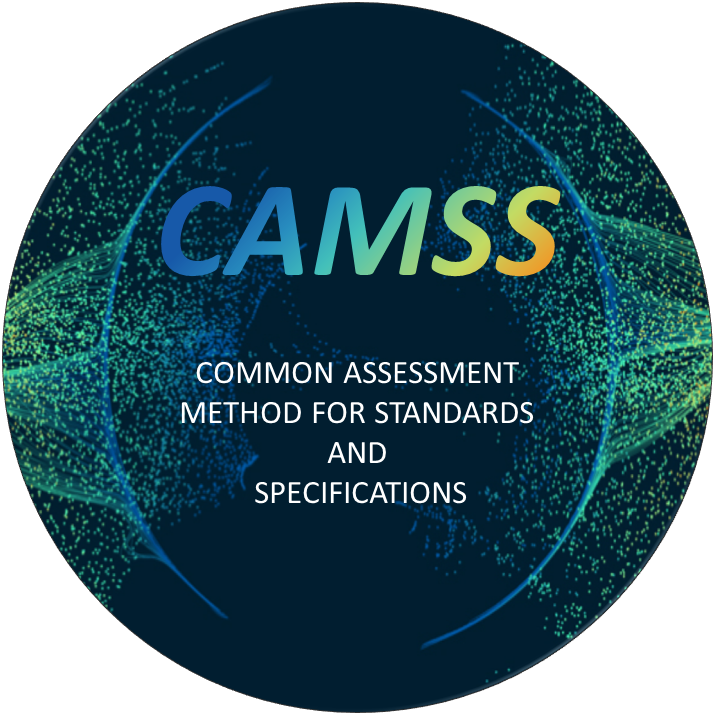 CAMSS
COMMON ASSESSMENT
METHOD FOR STANDARDS
AND
SPECIFICATIONS